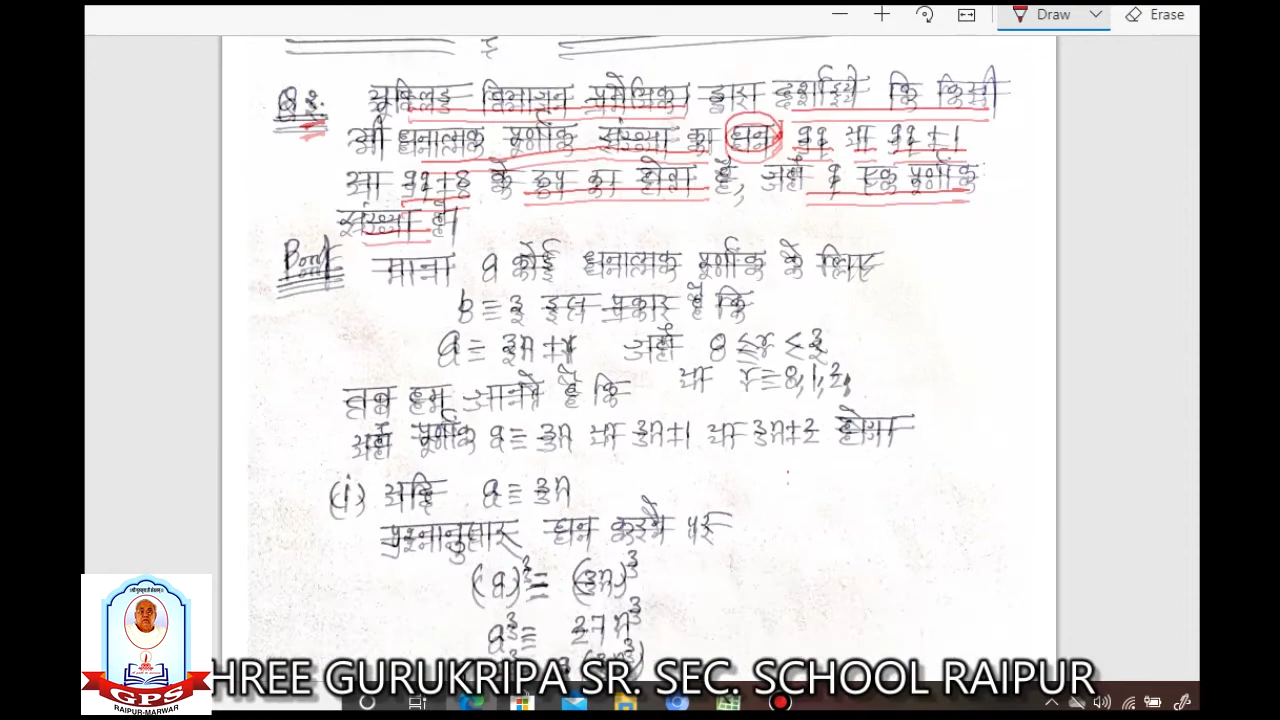 Draw
Erase
Q2. यूक्लिड विभाजन प्रमेयिका द्वारा दर्शाइये कि किसी
भी धनात्मक पूर्णांक संख्या का घन 9q या 9q+1
या 9q+8 के रूप का होता है, जहाँ q एक पूर्णांक
संख्या है।
Proof माना a कोई धनात्मक पूर्णांक के लिए
b = 3 इस प्रकार है कि
a = 3n+r जहाँ 0 ≤ r < 3
या r = 0, 1, 2,
तब हम जानते है कि
यहाँ पूर्णांक a = 3n या 3n+1 या 3n+2 होगा
(i) यदि a = 3n
प्रश्नानुसार घन करने पर
(a)³ = (3n)³
a³ = 27n³
HREE GURUKRIPA SR. SEC. SCHOOL RAIPUR
GPS
RAIPUR-MARWAR